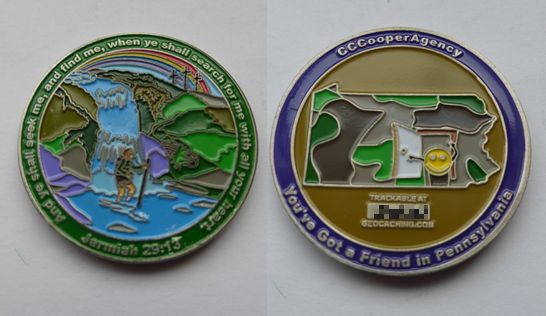 And ye shall seek me, and find me, when ye shall search for me with all your heart.
Jermiah 29:13
CCCooperAgency
TRACKABLE AT
GEOCACHING.COM
You've Got a Friend in Pennsylvania